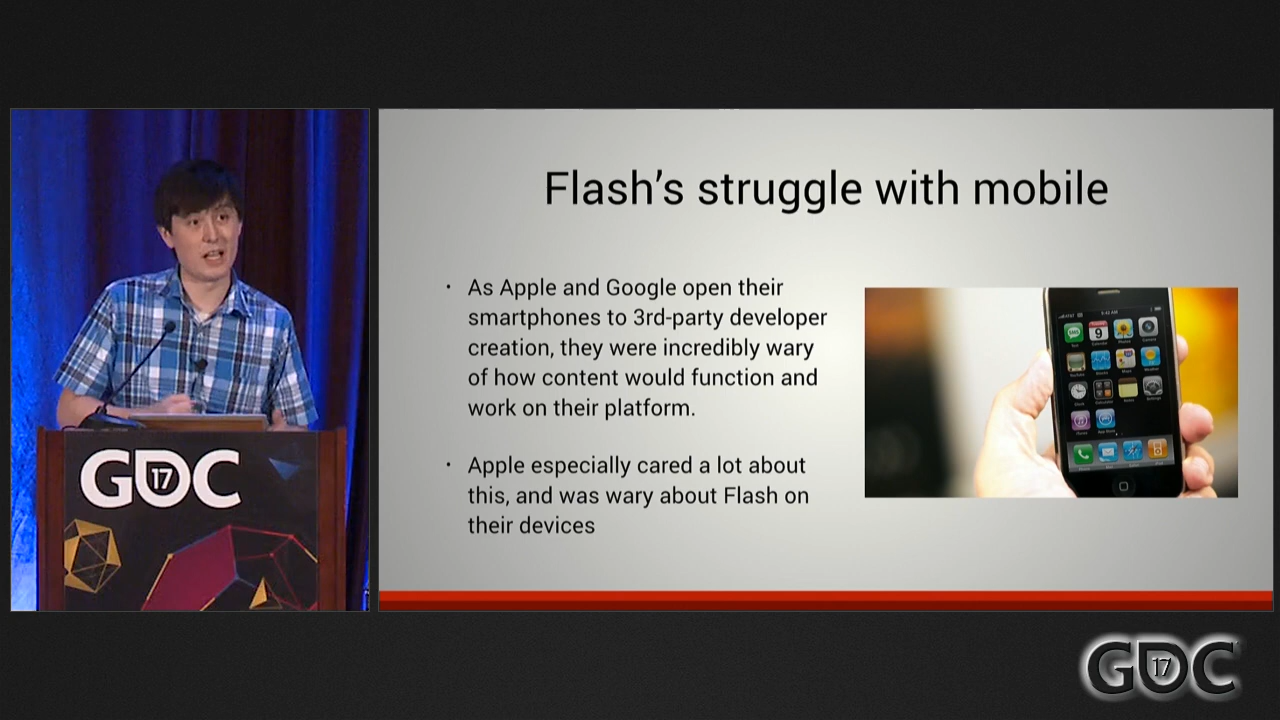 Flash's struggle with mobile
• As Apple and Google open their
smartphones to 3rd-party developer
creation, they were incredibly wary
of how content would function and
work on their platform.
• Apple especially cared a lot about
this, and was wary about Flash on
their devices
9
GDC
17
GDC
17